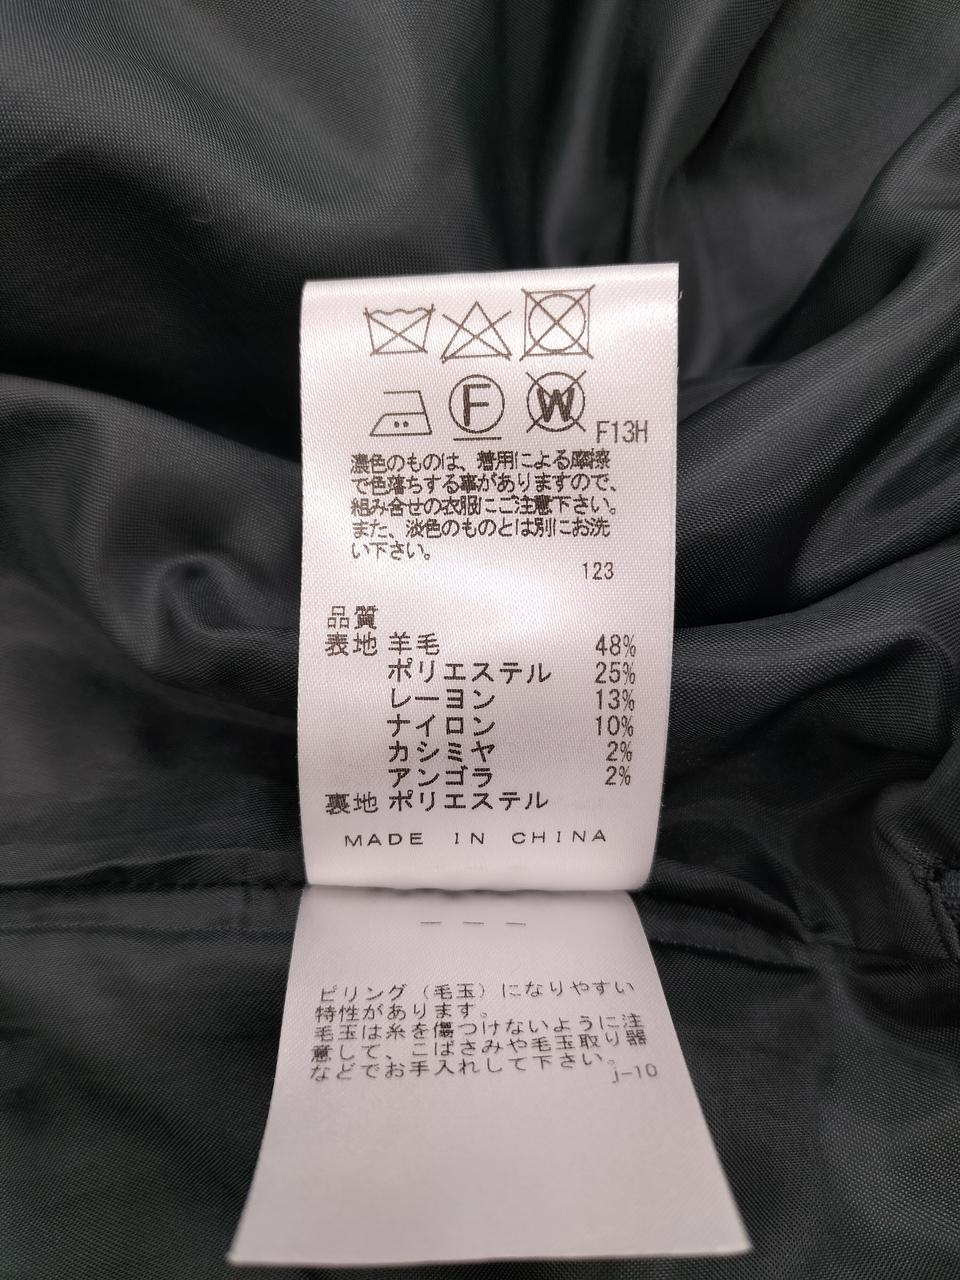 F
W
F13H
濃色のものは、着用による摩擦
で色落ちする事がありますので、
組み合せの衣服にご注意下さい。
また、淡色のものとは別にお洗
い下さい。
123
品質
表地 羊毛 48%
ポリエステル 25%
レーヨン 13%
ナイロン 10%
カシミヤ 2%
アンゴラ 2%
裏地 ポリエステル
MADE IN CHINA
ピリング（毛玉）になりやすい
特性があります。
毛玉は糸を傷つけないように注
意して、こばさみや毛玉取り器
などでお手入れして下さい。
j-10